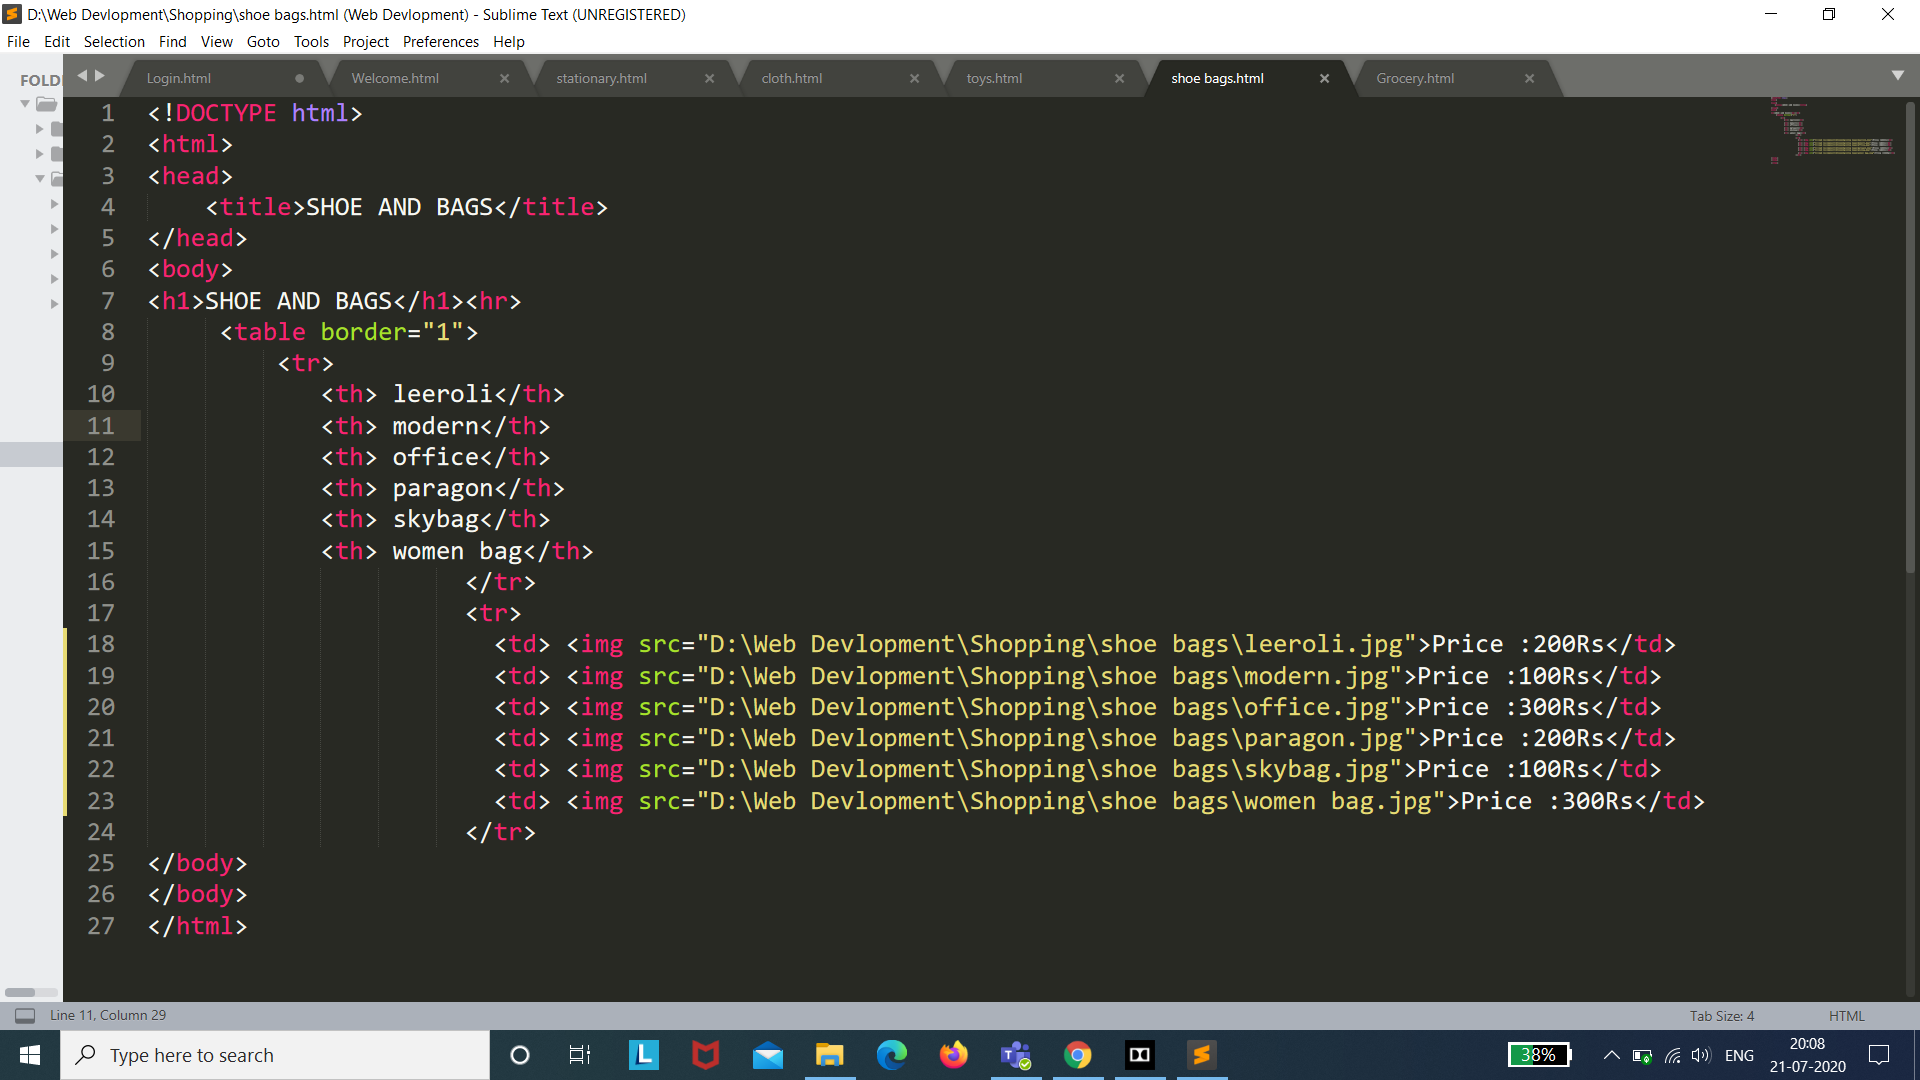 D:\Web Devlopment\Shopping\shoe bags.html (Web Devlopment) - Sublime Text (UNREGISTERED)
File Edit Selection Find View Goto Tools Project Preferences Help
FOLD
Login.html Welcome.html stationary.html cloth.html toys.html shoe bags.html Grocery.html
1 <!DOCTYPE html>
2 <html>
3 <head>
4 <title>SHOE AND BAGS</title>
5 </head>
6 <body>
7 <h1>SHOE AND BAGS</h1><hr>
8 <table border="1">
9 <tr>
10 <th> leeroli</th>
11 <th> modern</th>
12 <th> office</th>
13 <th> paragon</th>
14 <th> skybag</th>
15 <th> women bag</th>
16 </tr>
17 <tr>
18 <td> <img src="D:\Web Devlopment\Shopping\shoe bags\leeroli.jpg">Price :200Rs</td>
19 <td> <img src="D:\Web Devlopment\Shopping\shoe bags\modern.jpg">Price :100Rs</td>
20 <td> <img src="D:\Web Devlopment\Shopping\shoe bags\office.jpg">Price :300Rs</td>
21 <td> <img src="D:\Web Devlopment\Shopping\shoe bags\paragon.jpg">Price :200Rs</td>
22 <td> <img src="D:\Web Devlopment\Shopping\shoe bags\skybag.jpg">Price :100Rs</td>
23 <td> <img src="D:\Web Devlopment\Shopping\shoe bags\women bag.jpg">Price :300Rs</td>
24 </tr>
25 </body>
26 </body>
27 </html>
Line 11, Column 29 Tab Size: 4 HTML
Type here to search L 38% ENG 20:08
21-07-2020